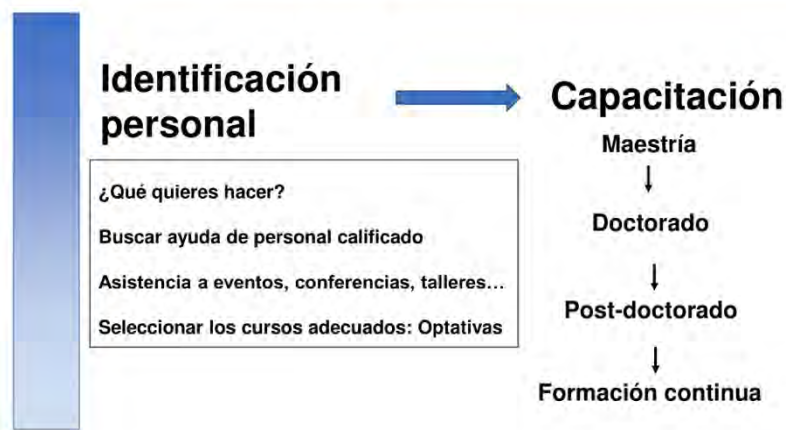 Identificación
personal
¿Qué quieres hacer?
Buscar ayuda de personal calificado
Asistencia a eventos, conferencias, talleres…
Seleccionar los cursos adecuados: Optativas
Capacitación
Maestría
Doctorado
Post-doctorado
Formación continua